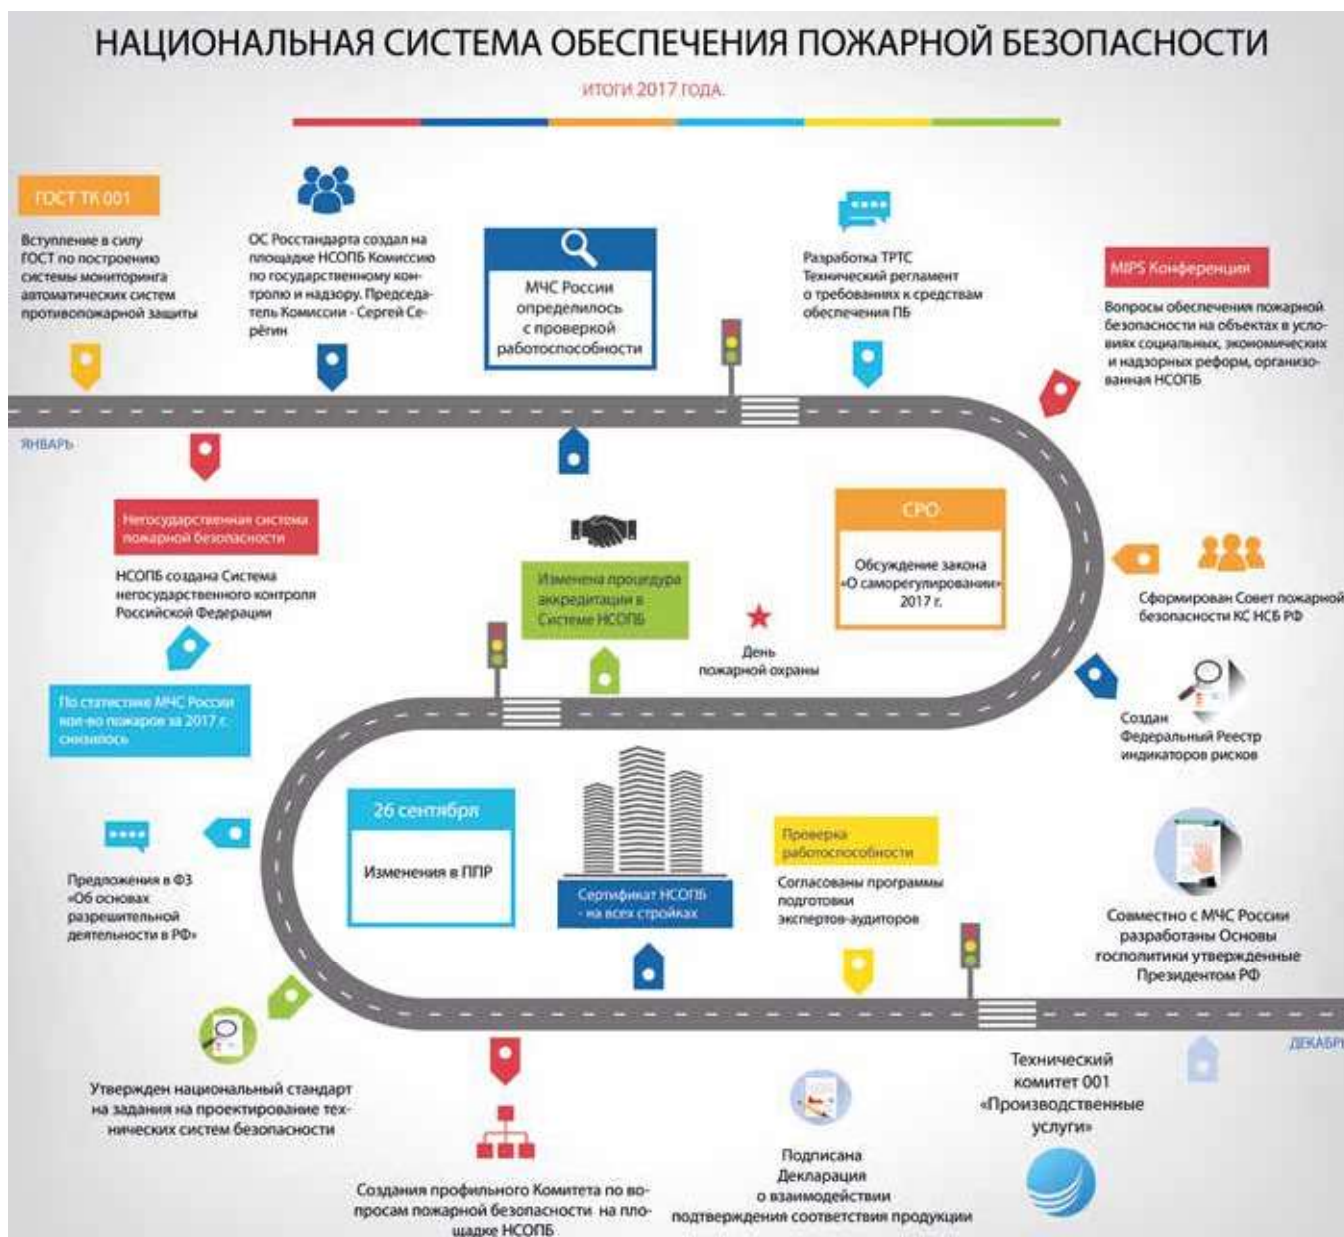 НАЦИОНАЛЬНАЯ СИСТЕМА ОБЕСПЕЧЕНИЯ ПОЖАРНОЙ БЕЗОПАСНОСТИ
ИТОГИ 2017 ГОДА.
ГОСТ ТК 001
Вступление в силу
ГОСТ по построению
системы мониторинга
автоматических систем
противопожарной защиты
ОС Росстандарта создал на
площадке НСОПБ Комиссию
по государственному кон-
тролю и надзору. Председа-
тель Комиссии - Сергей Се-
рёгин
МЧС России
определилось
с проверкой
работоспособности
Разработка ТРТС
Технический регламент
о требованиях к средствам
обеспечения ПБ
MIPS Конференция
Вопросы обеспечения пожарной
безопасности на объектах в усло-
виях социальных, экономических
и надзорных реформ, организо-
ванная НСОПБ
ЯНВАРЬ
Негосударственная система
пожарной безопасности
НСОПБ создана Система
негосударственного контроля
Российской Федерации
Изменена процедура
аккредитации в
Системе НСОПБ
День
пожарной охраны
СРО
Обсуждение закона
«О саморегулировании»
2017 г.
Сформирован Совет пожарной
безопасности КС НСБ РФ
Создан
Федеральный Реестр
индикаторов рисков
По статистике МЧС России
кол-во пожаров за 2017 г.
снизилось
26 сентября
Изменения в ППР
Сертификат НСОПБ
- на всех стройках
Проверка
работоспособности
Согласованы программы
подготовки
экспертов-аудиторов
Совместно с МЧС России
разработаны Основы
госполитики утвержденные
Президентом РФ
Предложения в ФЗ
«Об основах
разрешительной
деятельности в РФ»
ДЕКАБРЬ
Утвержден национальный стандарт
на задания на проектирование тех-
нических систем безопасности
Создания профильного Комитета по во-
просам пожарной безопасности на пло-
щадке НСОПБ
Подписана
Декларация
о взаимодействии
подтверждения соответствия продукции
Технический
комитет 001
«Производственные
услуги»